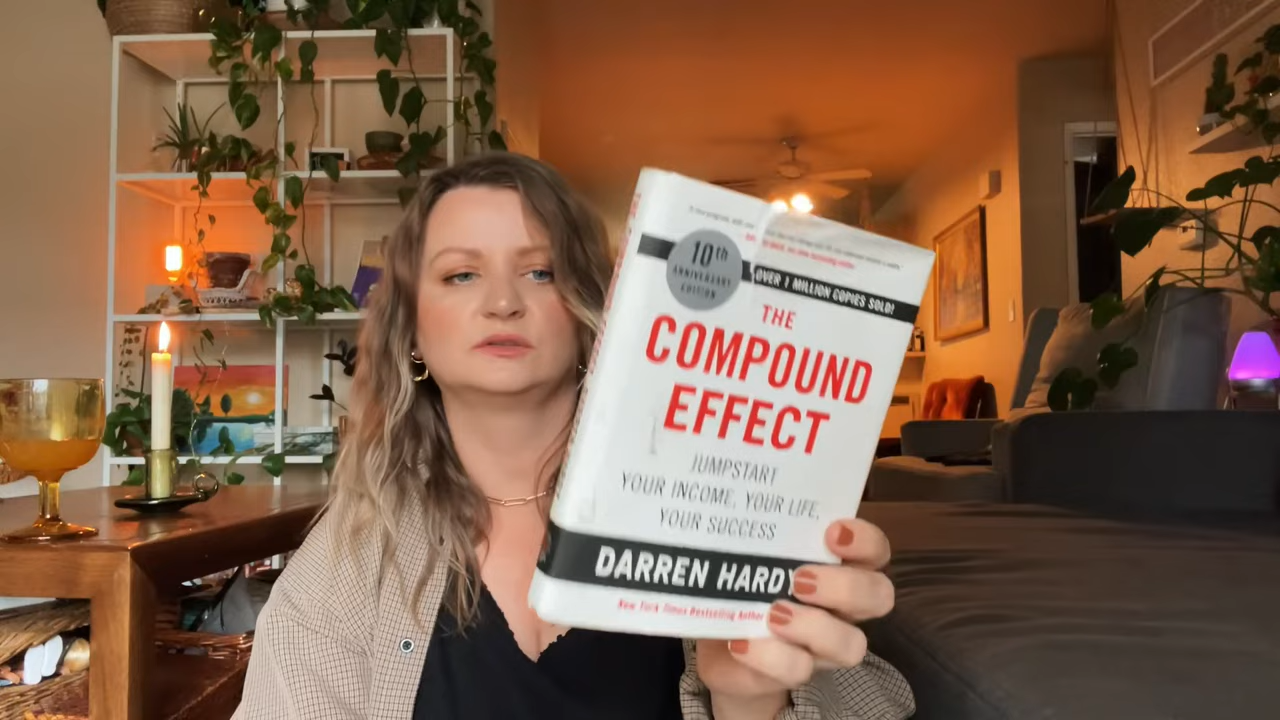 10th
ANNIVERSARY
EDITION
OVER 1 MILLION COPIES SOLD!
THE
COMPOUND
EFFECT
JUMPSTART
YOUR INCOME, YOUR LIFE,
YOUR SUCCESS
DARREN HARDY
New York Times Bestselling Author